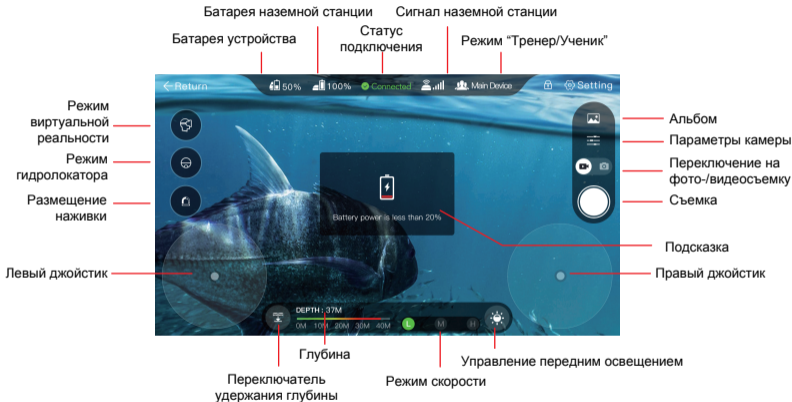 Батарея наземной станции
Сигнал наземной станции
Батарея устройства
Статус
подключения
Режим “Тренер/Ученик”
Return
50%
100%
Connected
Main Device
Setting
Режим
виртуальной
реальности
Режим
гидролокатора
Размещение
наживки
Левый джойстик
Battery power is less than 20%
Альбом
Параметры камеры
Переключение на
фото-/видеосъемку
Съемка
Подсказка
Правый джойстик
DEPTH : 37M
0M 10M 20M 30M 40M
L M H
Глубина
Переключатель
удержания глубины
Режим скорости
Управление передним освещением